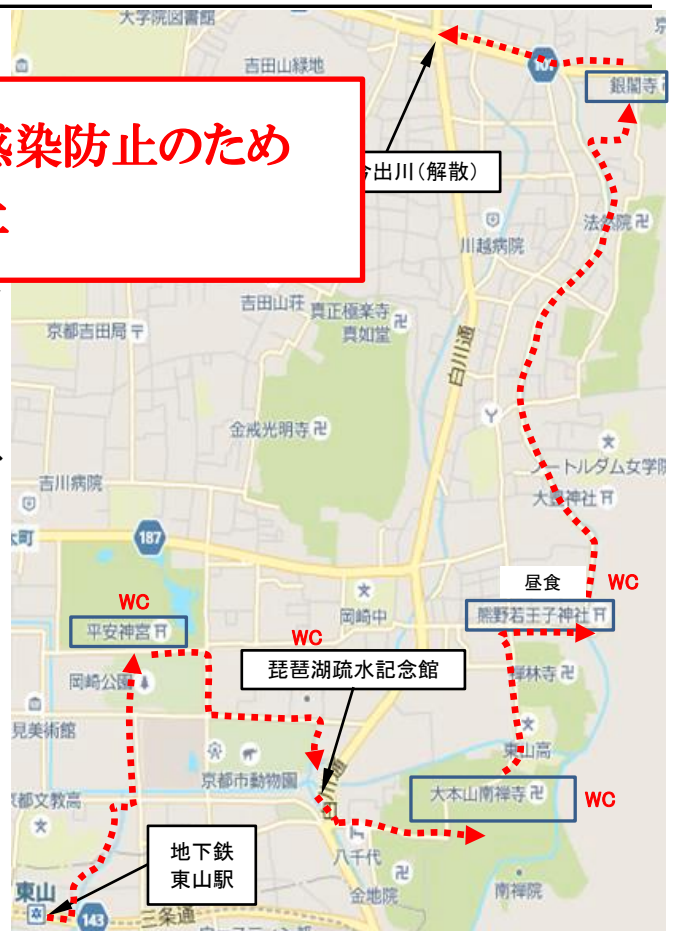 大学院図書館
吉田山緑地
銀閣寺
感染防止のため
今出川(解散)
法然院
川越病院
吉田山荘
真正極楽寺
真如堂
京都吉田局
白川通
金戒光明寺
ノートルダム女学院
吉川病院
大豊神社
187
昼食
WC
WC
岡崎中
熊野若王子神社
平安神宮
WC
琵琶湖疏水記念館
岡崎公園
禅林寺
見美術館
東山高
京都市動物園
大本山南禅寺
WC
京都文教高
白川通
地下鉄
東山駅
八千代
金地院
南禅院
東山
143
三条通